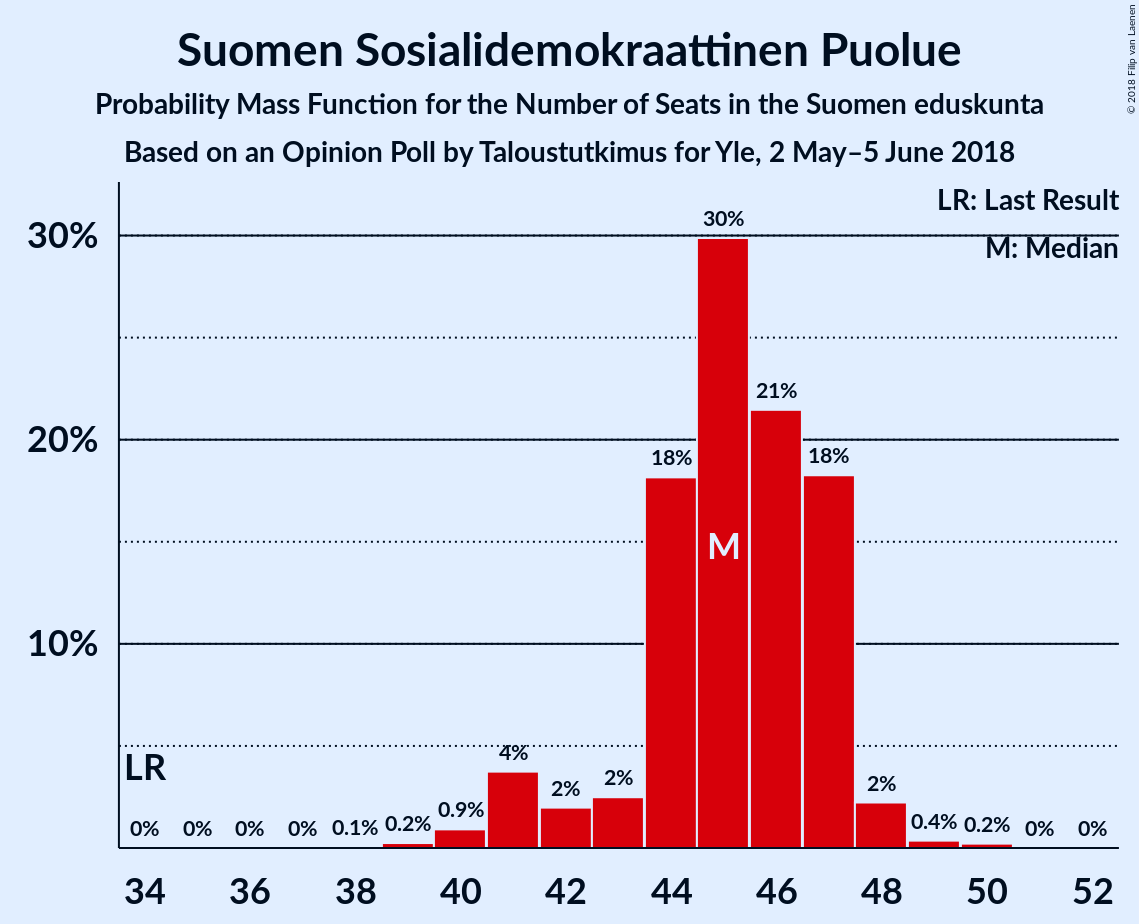 Suomen Sosialidemokraattinen Puolue
Probability Mass Function for the Number of Seats in the Suomen eduskunta
Based on an Opinion Poll by Taloustutkimus for Yle, 2 May–5 June 2018
© 2018 Filip van Laenen
LR: Last Result
M: Median
30%
20%
10%
LR
M
0% 0% 0% 0% 0.1% 0.2% 0.9% 4% 2% 2% 18% 30% 21% 18% 2% 0.4% 0.2% 0% 0%
34 36 38 40 42 44 46 48 50 52